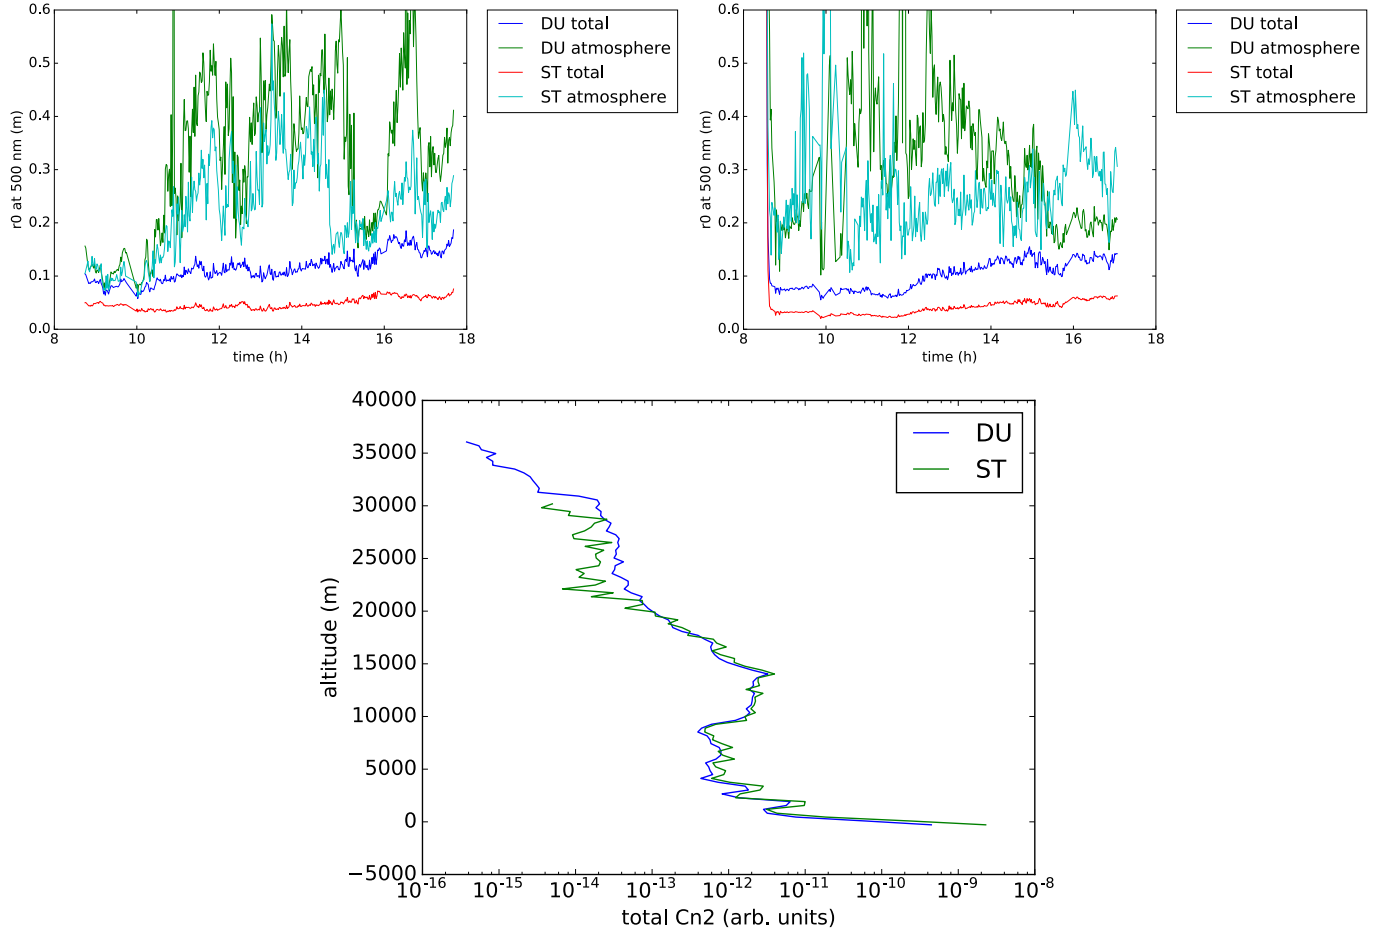 0.6
0.5
0.4
0.3
0.2
0.1
0.0
r0 at 500 nm (m)
8
10
12
14
16
18
time (h)
DU total
DU atmosphere
ST total
ST atmosphere
0.6
0.5
0.4
0.3
0.2
0.1
0.0
r0 at 500 nm (m)
8
10
12
14
16
18
time (h)
DU total
DU atmosphere
ST total
ST atmosphere
40000
35000
30000
25000
20000
15000
10000
5000
0
−5000
altitude (m)
10^-16
10^-15
10^-14
10^-13
10^-12
10^-11
10^-10
10^-9
10^-8
total Cn2 (arb. units)
DU
ST